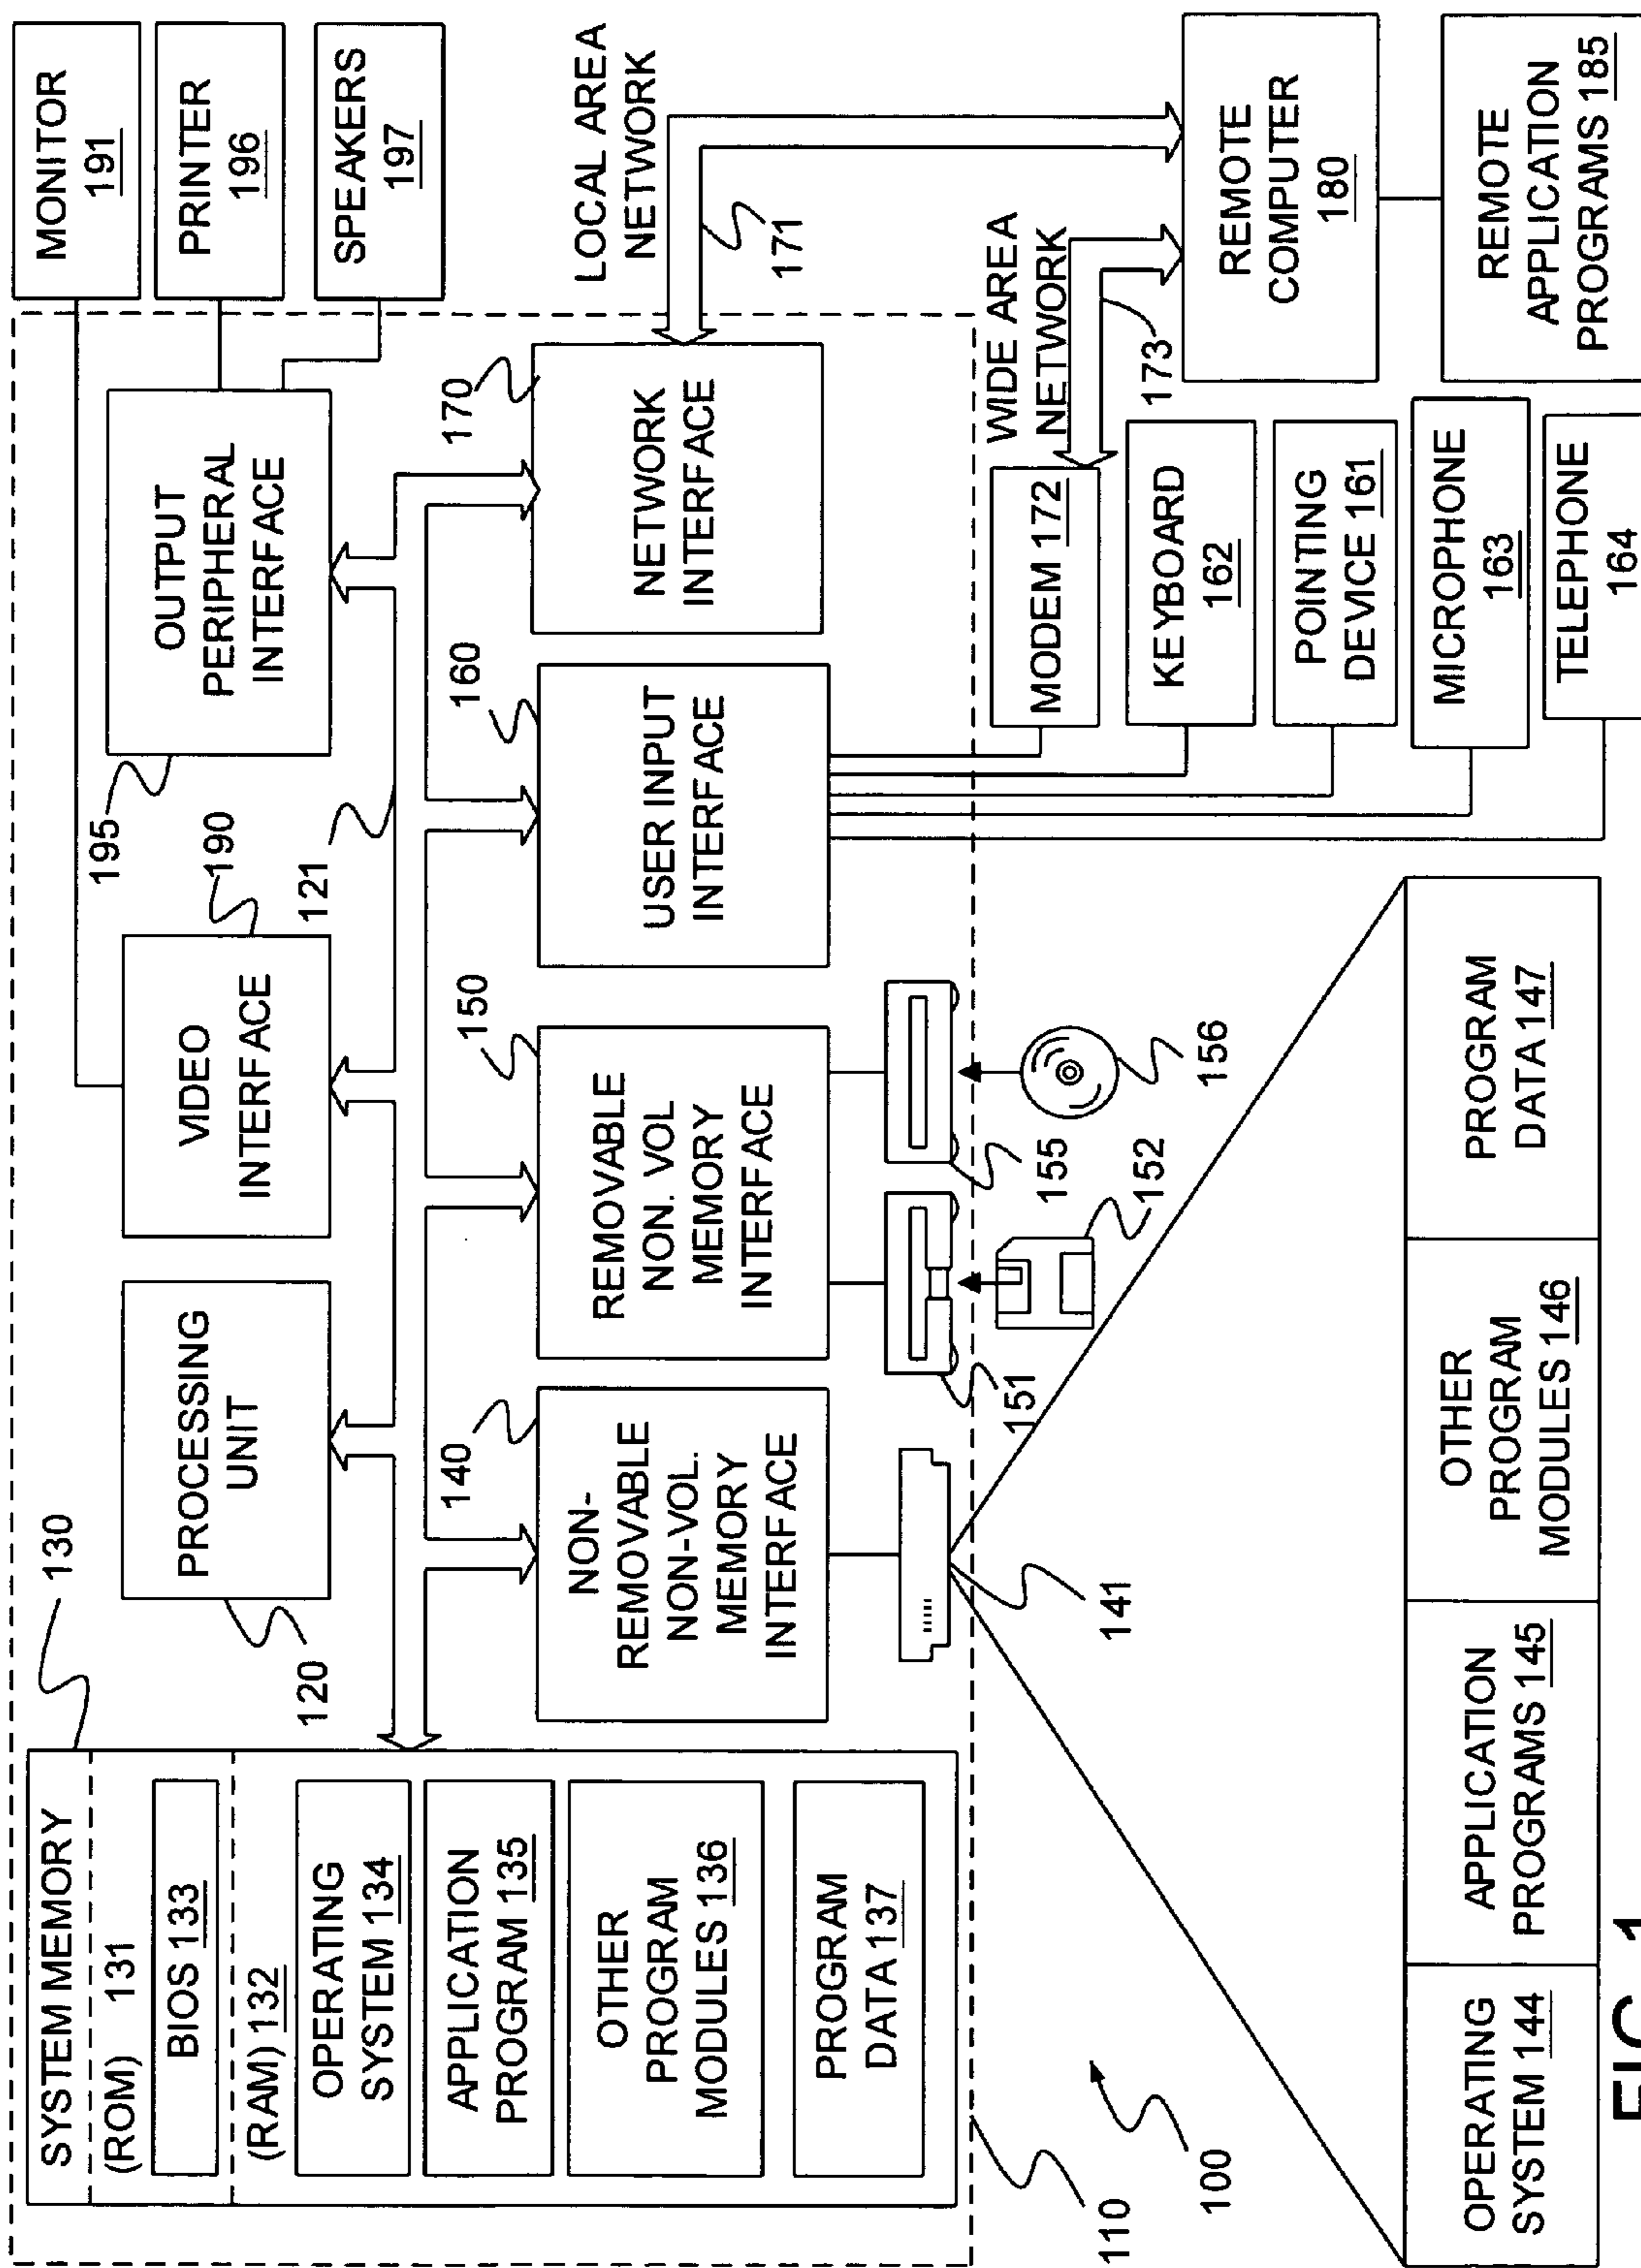 SYSTEM MEMORY
(ROM) 131
BIOS 133
(RAM) 132
OPERATING
SYSTEM 134
APPLICATION
PROGRAM 135
OTHER
PROGRAM
MODULES 136
PROGRAM
DATA 137
130
PROCESSING
UNIT
120
VIDEO
INTERFACE
190
121
OUTPUT
PERIPHERAL
INTERFACE
195
MONITOR
191
PRINTER
196
SPEAKERS
197
140
NON-
REMOVABLE
NON-VOL.
MEMORY
INTERFACE
150
REMOVABLE
NON. VOL
MEMORY
INTERFACE
160
USER INPUT
INTERFACE
170
NETWORK
INTERFACE
LOCAL AREA
NETWORK
171
WIDE AREA
NETWORK
173
141
151
155
152
156
MODEM 172
KEYBOARD
162
POINTING
DEVICE 161
MICROPHONE
163
TELEPHONE
164
REMOTE
COMPUTER
180
REMOTE
APPLICATION
PROGRAMS 185
110
100
OPERATING
SYSTEM 144
APPLICATION
PROGRAMS 145
OTHER
PROGRAM
MODULES 146
PROGRAM
DATA 147
FIG. 1